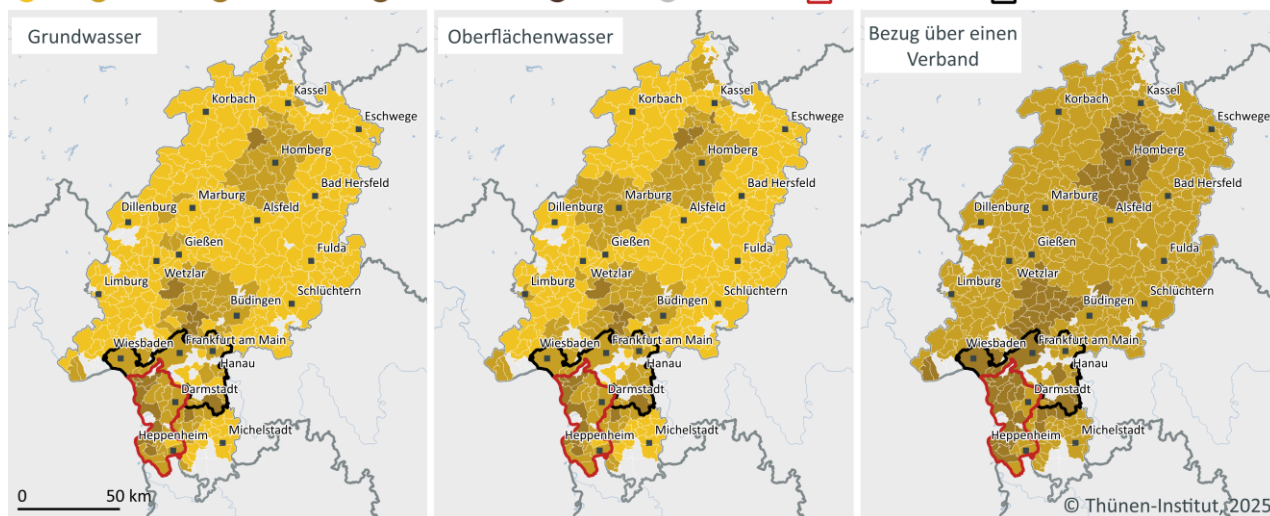 Grundwasser
Kassel
Korbach
Eschwege
Homberg
Bad Hersfeld
Marburg
Dillenburg
Alsfeld
Gießen
Fulda
Wetzlar
Limburg
Schlüchtern
Büdingen
Wiesbaden
Frankfurt am Main
Hanau
Darmstadt
Heppenheim
Michelstadt
0 50 km
Oberflächenwasser
Kassel
Korbach
Eschwege
Homberg
Bad Hersfeld
Marburg
Dillenburg
Alsfeld
Gießen
Fulda
Wetzlar
Limburg
Schlüchtern
Büdingen
Wiesbaden
Frankfurt am Main
Hanau
Darmstadt
Heppenheim
Michelstadt
Bezug über einen
Verband
Kassel
Korbach
Eschwege
Homberg
Bad Hersfeld
Marburg
Dillenburg
Alsfeld
Gießen
Fulda
Wetzlar
Limburg
Schlüchtern
Büdingen
Wiesbaden
Frankfurt am Main
Hanau
Darmstadt
Heppenheim
Michelstadt
© Thünen-Institut, 2025